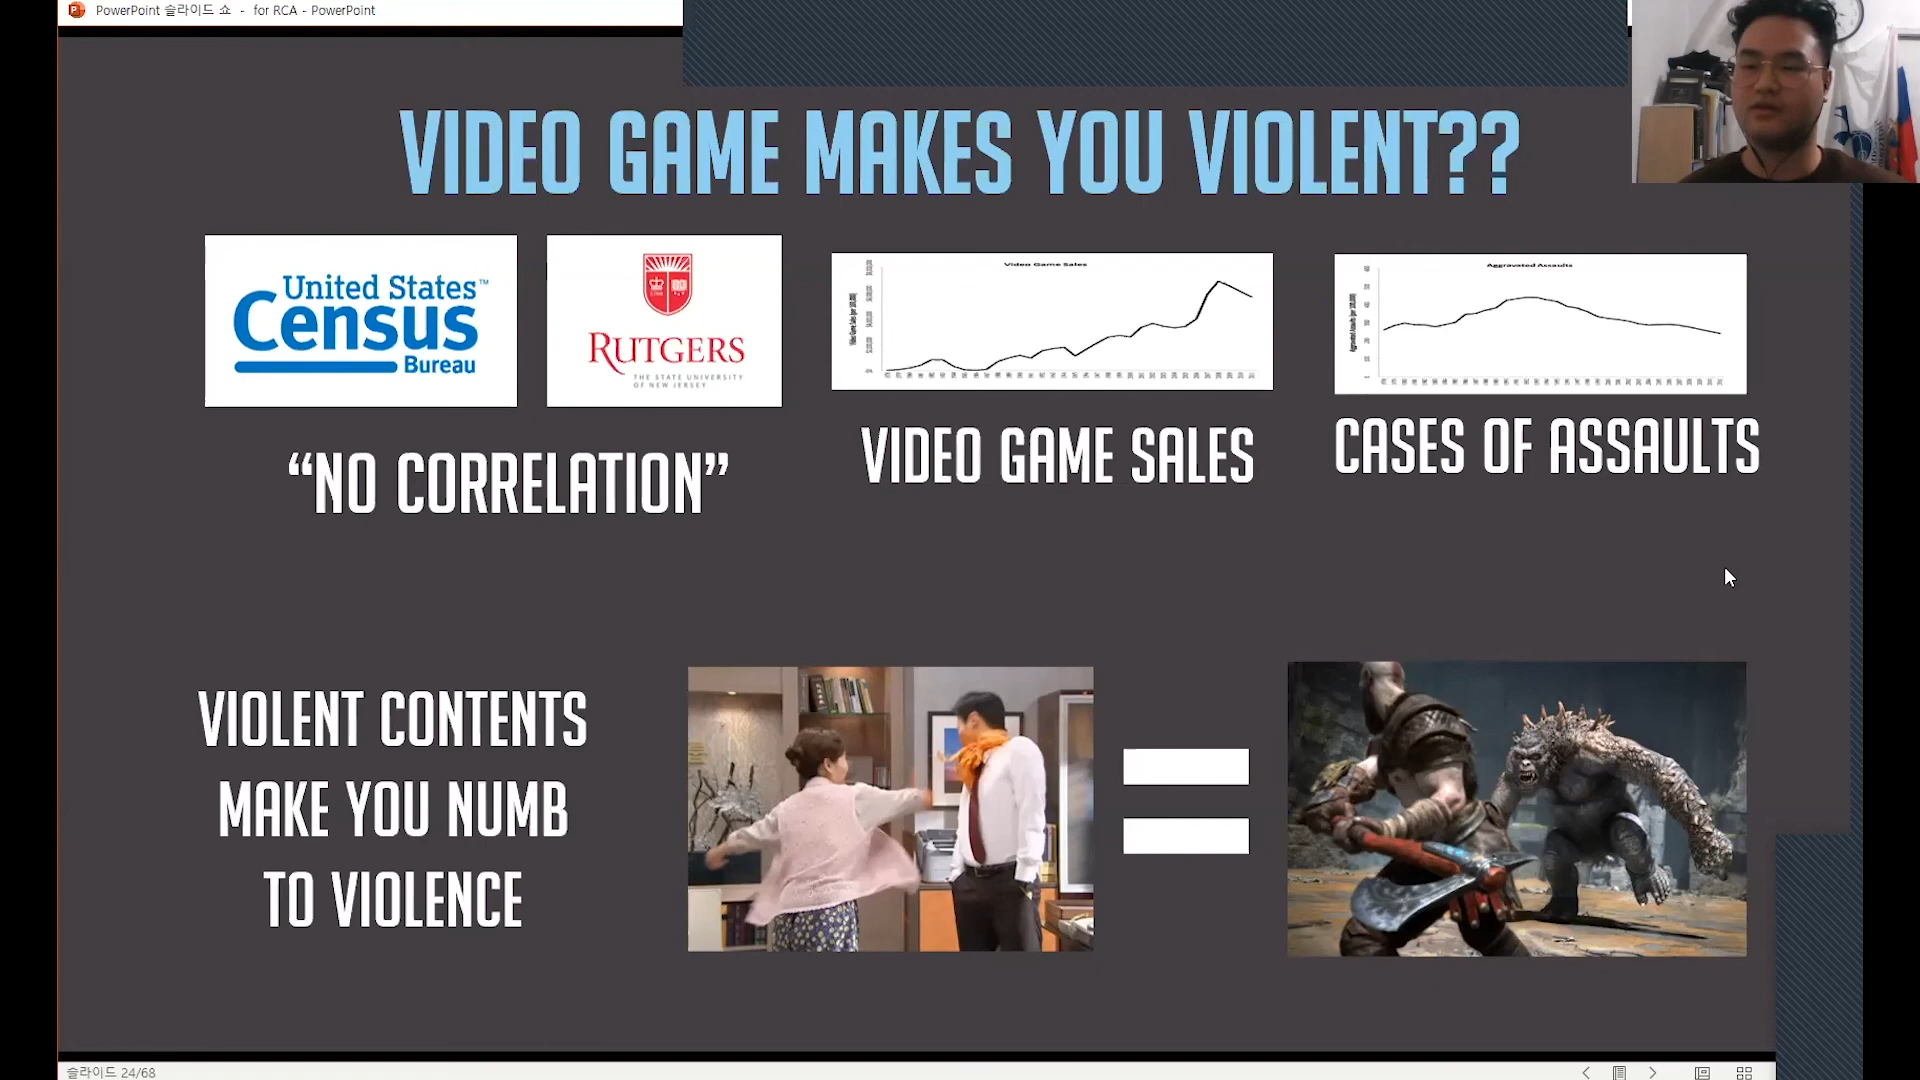 PowerPoint 슬라이드 쇼 - for RCA - PowerPoint
VIDEO GAME MAKES YOU VIOLENT??
United States™
Census
Bureau
RUTGERS
THE STATE UNIVERSITY
OF NEW JERSEY
Video Game Sales
Aggravated Assaults
"NO CORRELATION"
VIDEO GAME SALES
CASES OF ASSAULTS
VIOLENT CONTENTS
MAKE YOU NUMB
TO VIOLENCE
슬라이드 24/68